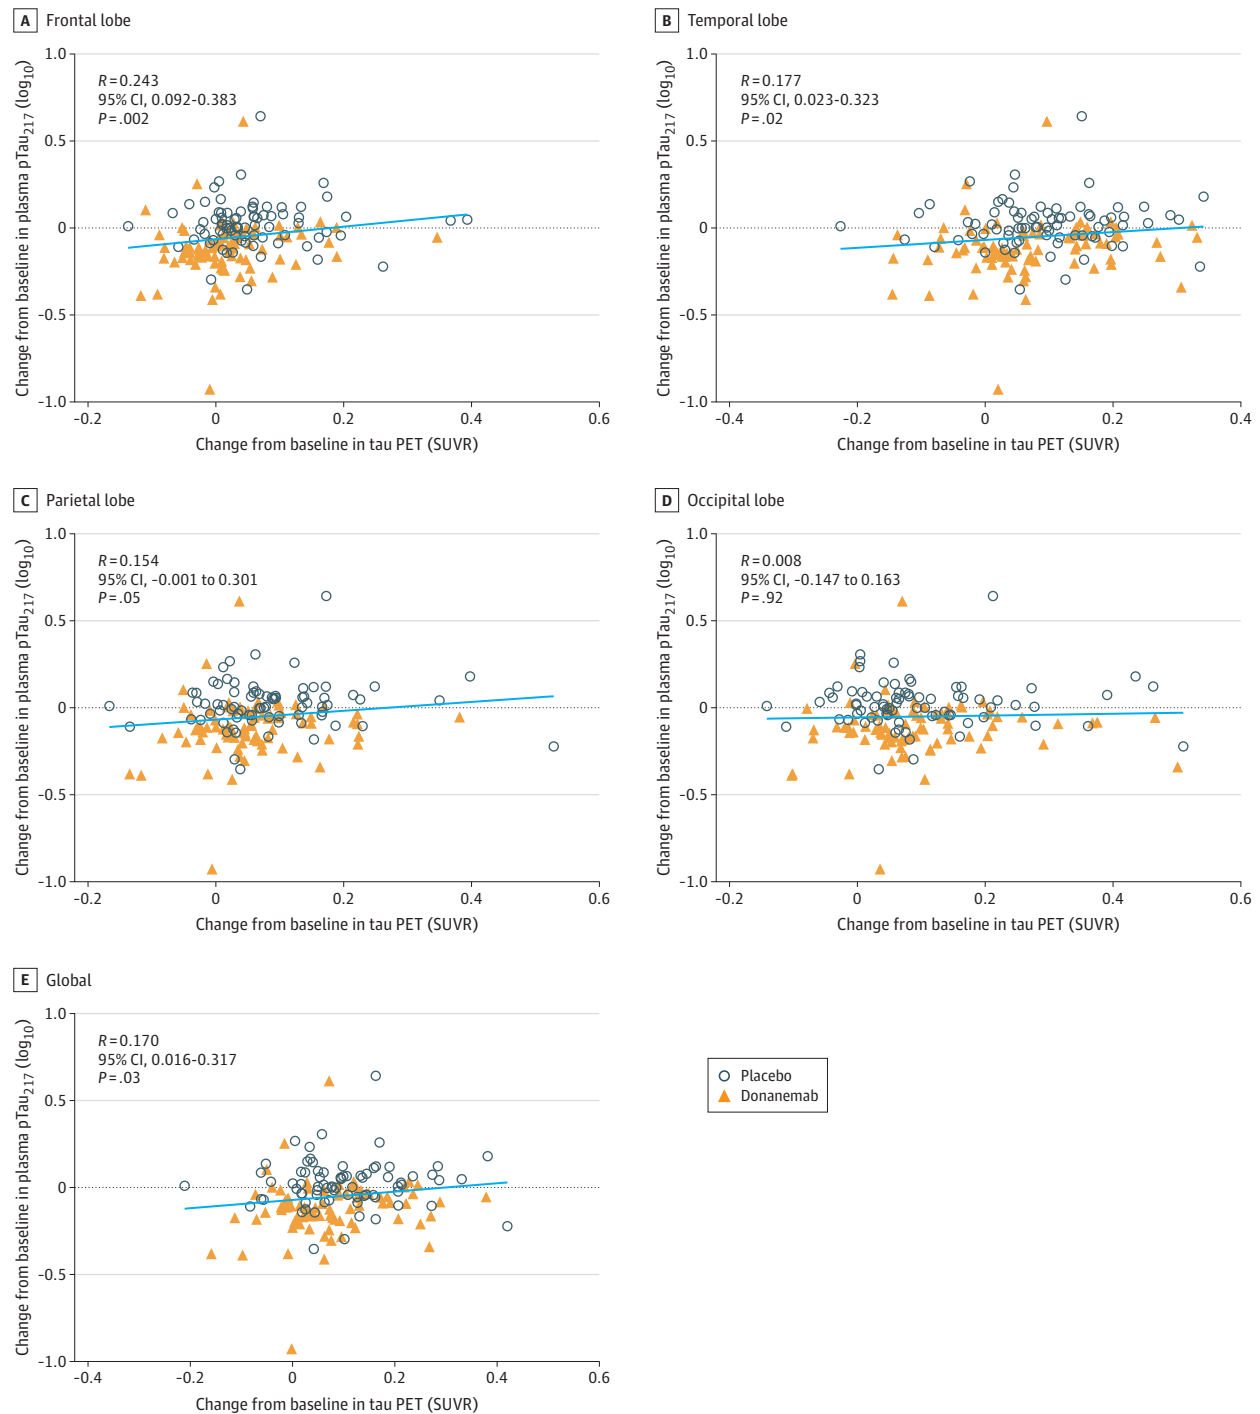 A Frontal lobe
Change from baseline in plasma pTau217 (log10)
1.0
0.5
0
-0.5
-1.0
R = 0.243
95% CI, 0.092-0.383
P = .002
-0.2 0 0.2 0.4 0.6
Change from baseline in tau PET (SUVR)
B Temporal lobe
Change from baseline in plasma pTau217 (log10)
1.0
0.5
0
-0.5
-1.0
R = 0.177
95% CI, 0.023-0.323
P = .02
-0.4 -0.2 0 0.2 0.4
Change from baseline in tau PET (SUVR)
C Parietal lobe
Change from baseline in plasma pTau217 (log10)
1.0
0.5
0
-0.5
-1.0
R = 0.154
95% CI, -0.001 to 0.301
P = .05
-0.2 0 0.2 0.4 0.6
Change from baseline in tau PET (SUVR)
D Occipital lobe
Change from baseline in plasma pTau217 (log10)
1.0
0.5
0
-0.5
-1.0
R = 0.008
95% CI, -0.147 to 0.163
P = .92
-0.2 0 0.2 0.4 0.6
Change from baseline in tau PET (SUVR)
E Global
Change from baseline in plasma pTau217 (log10)
1.0
0.5
0
-0.5
-1.0
R = 0.170
95% CI, 0.016-0.317
P = .03
-0.4 -0.2 0 0.2 0.4 0.6
Change from baseline in tau PET (SUVR)
Placebo
Donanemab